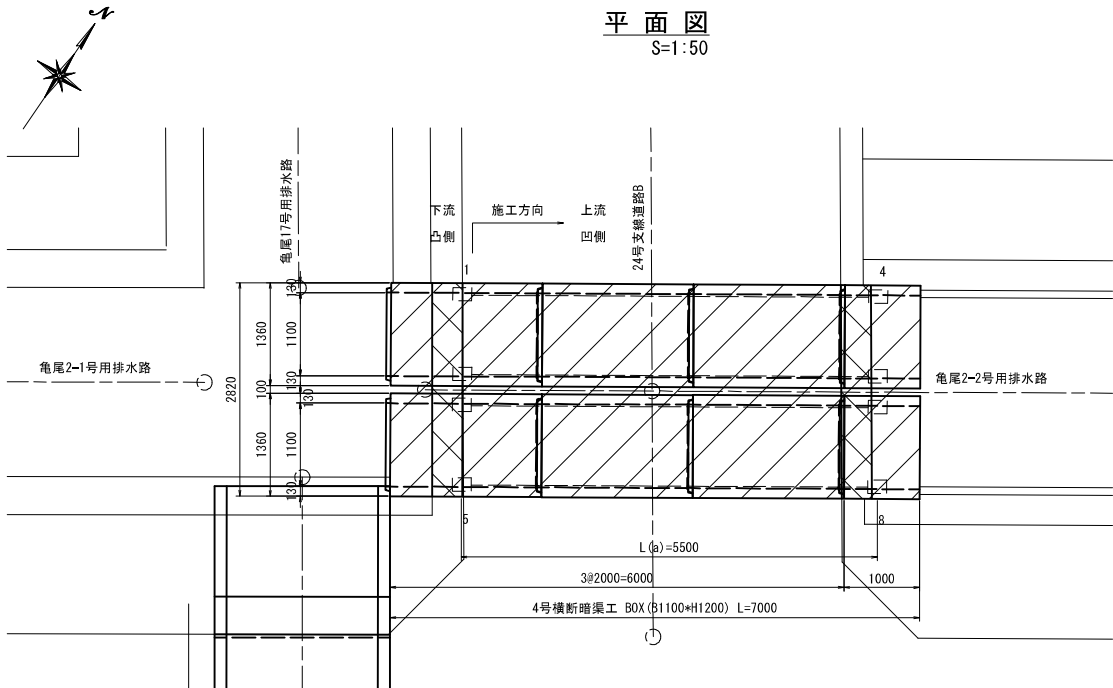 平面図
S=1:50
N
亀尾17号用排水路
下流
凸側
施工方向
上流
凹側
24号支線道路B
1
4
130
1360
1100
130
2820
100
130
1360
1100
130
亀尾2-1号用排水路
亀尾2-2号用排水路
5
8
L(a)=5500
3@2000=6000
1000
4号横断暗渠工 BOX(B1100*H1200) L=7000